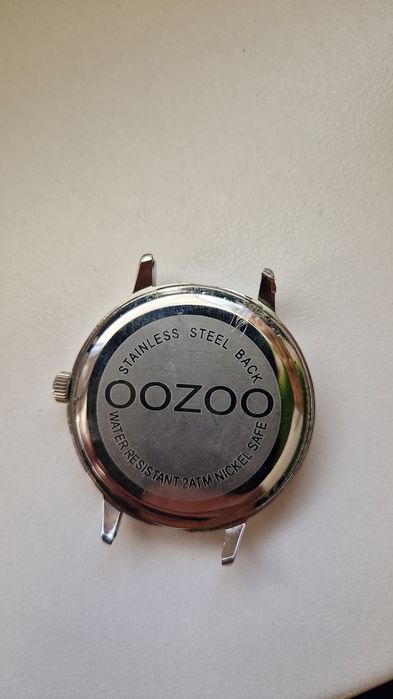 STAINLESS STEEL BACK
OOZOO
WATER RESISTANT 2ATM NICKEL SAFE